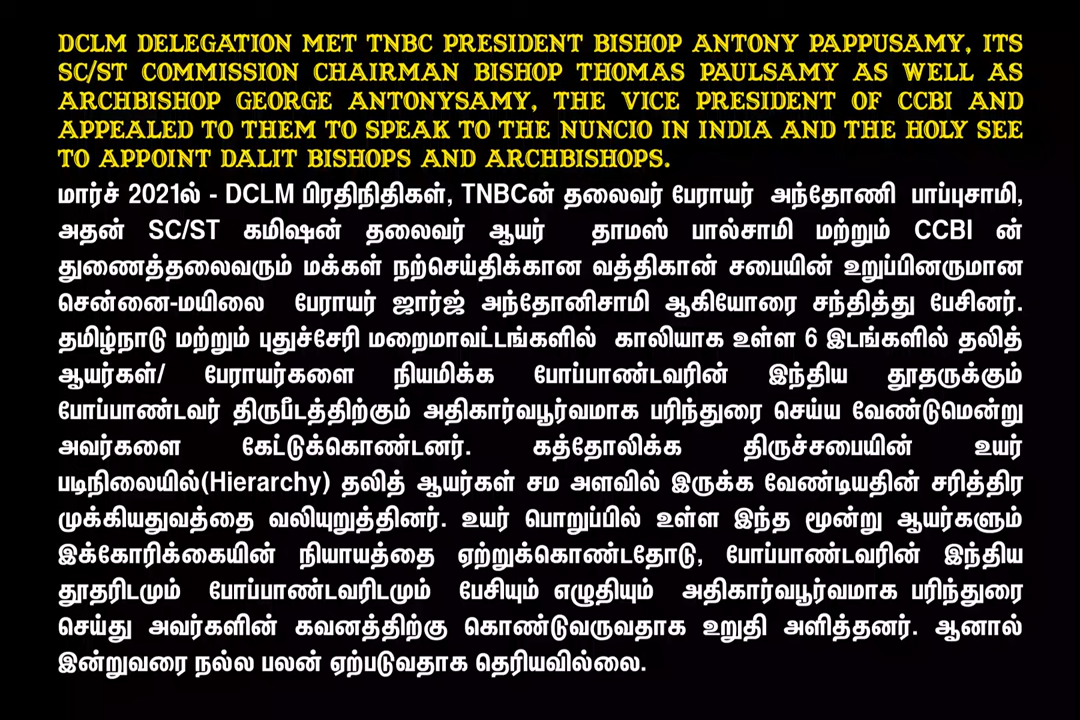 DCLM DELEGATION MET TNBC PRESIDENT BISHOP ANTONY PAPPUSAMY, ITS
SC/ST COMMISSION CHAIRMAN BISHOP THOMAS PAULSAMY AS WELL AS
ARCHBISHOP GEORGE ANTONYSAMY, THE VICE PRESIDENT OF CCBI AND
APPEALED TO THEM TO SPEAK TO THE NUNCIO IN INDIA AND THE HOLY SEE
TO APPOINT DALIT BISHOPS AND ARCHBISHOPS.
மார்ச் 2021ல் - DCLM பிரதிநிதிகள், TNBCன் தலைவர் பேராயர் அந்தோணி பாப்புசாமி,
அதன் SC/ST கமிஷன் தலைவர் ஆயர் தாமஸ் பால்சாமி மற்றும் CCBI ன்
துணைத்தலைவரும் மக்கள் நற்செய்திக்கான வத்திகான் சபையின் உறுப்பினருமான
சென்னை-மயிலை பேராயர் ஜார்ஜ் அந்தோனிசாமி ஆகியோரை சந்தித்து பேசினர்.
தமிழ்நாடு மற்றும் புதுச்சேரி மறைமாவட்டங்களில் காலியாக உள்ள 6 இடங்களில் தலித்
ஆயர்கள்/ பேராயர்களை நியமிக்க போப்பாண்டவரின் இந்திய தூதருக்கும்
போப்பாண்டவர் திருபீடத்திற்கும் அதிகார்வபூர்வமாக பரிந்துரை செய்ய வேண்டுமென்று
அவர்களை கேட்டுக்கொண்டனர். கத்தோலிக்க திருச்சபையின் உயர்
படிநிலையில்(Hierarchy) தலித் ஆயர்கள் சம அளவில் இருக்க வேண்டியதின் சரித்திர
முக்கியதுவத்தை வலியுறுத்தினர். உயர் பொறுப்பில் உள்ள இந்த மூன்று ஆயர்களும்
இக்கோரிக்கையின் நியாயத்தை ஏற்றுக்கொண்டதோடு, போப்பாண்டவரின் இந்திய
தூதரிடமும் போப்பாண்டவரிடமும் பேசியும் எழுதியும் அதிகார்வபூர்வமாக பரிந்துரை
செய்து அவர்களின் கவனத்திற்கு கொண்டுவருவதாக உறுதி அளித்தனர். ஆனால்
இன்றுவரை நல்ல பலன் ஏற்படுவதாக தெரியவில்லை.